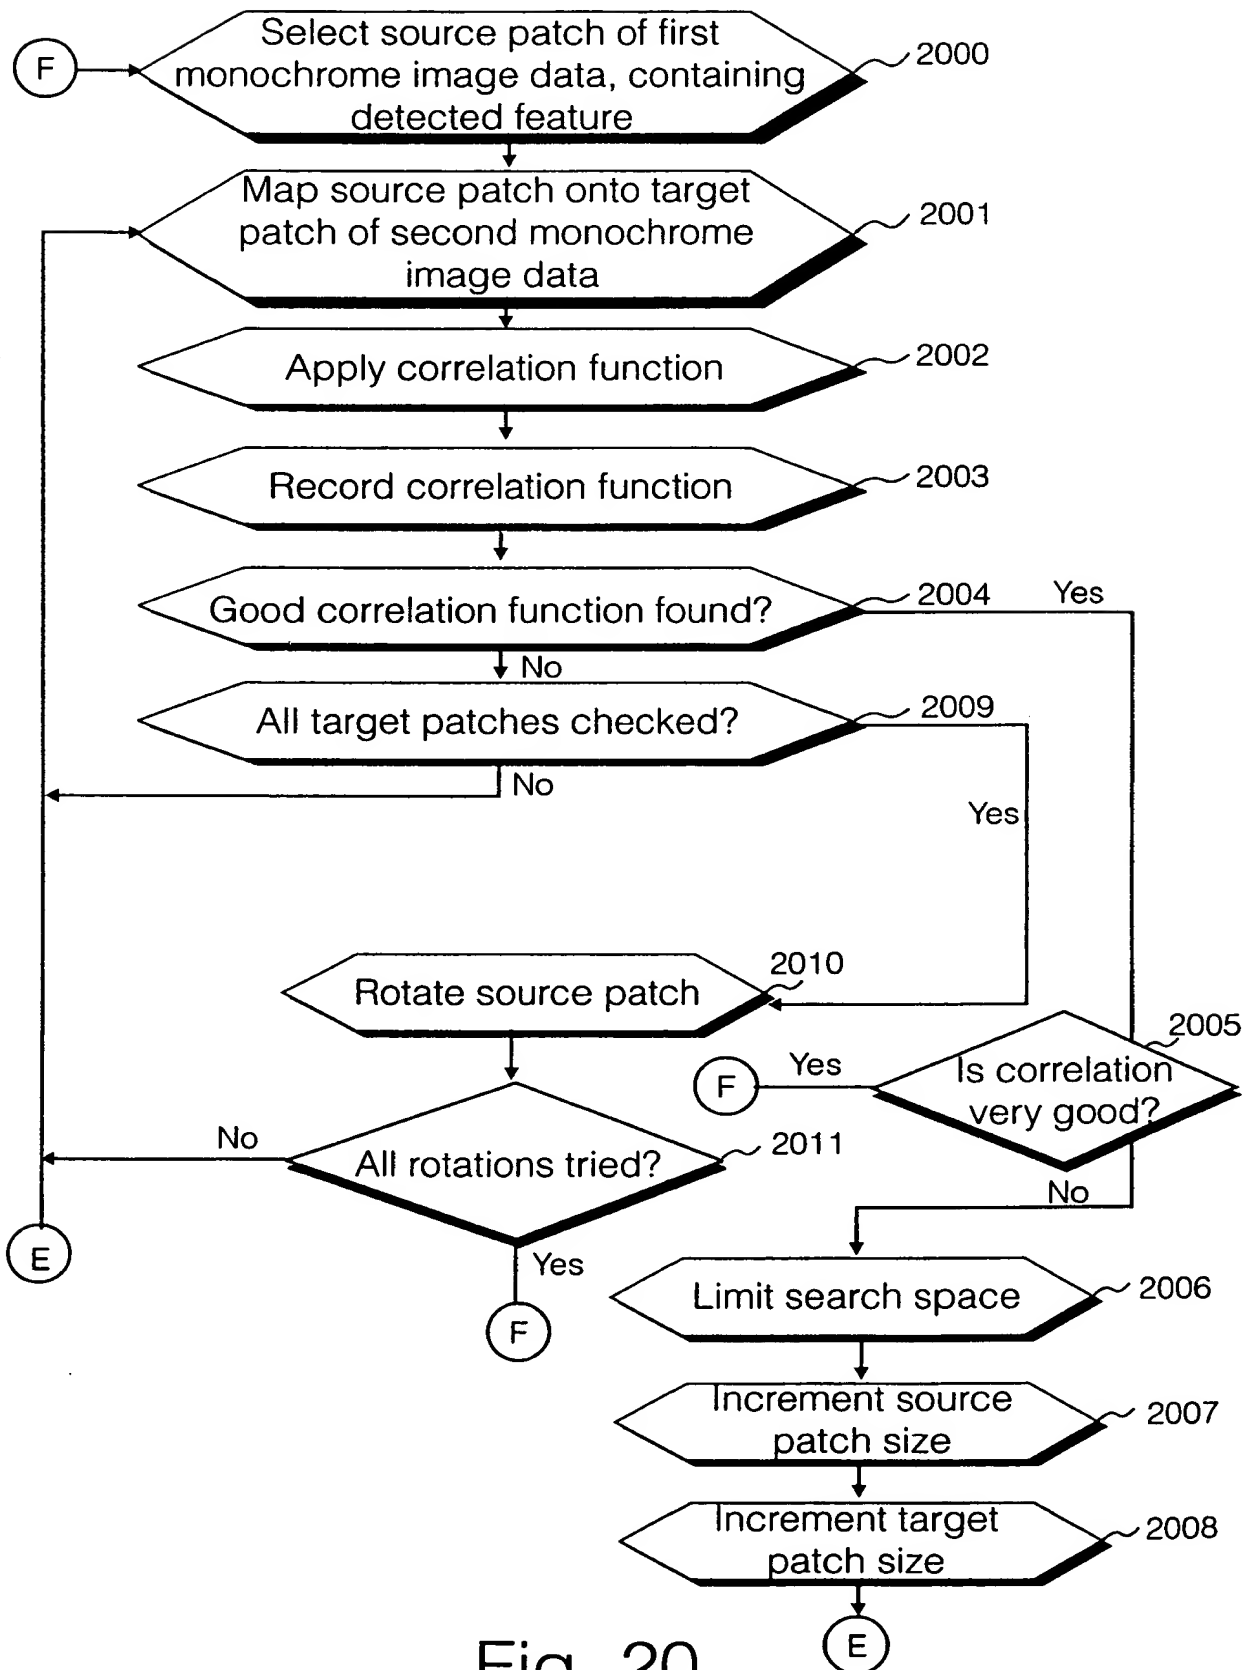 F
Select source patch of first
monochrome image data, containing
detected feature
2000
Map source patch onto target
patch of second monochrome
image data
2001
Apply correlation function
2002
Record correlation function
2003
Good correlation function found?
2004
Yes
No
All target patches checked?
2009
No
Yes
Rotate source patch
2010
2005
Is correlation
very good?
Yes
F
No
All rotations tried?
2011
No
E
Yes
F
Limit search space
2006
Increment source
patch size
2007
Increment target
patch size
2008
E
Fig. 20